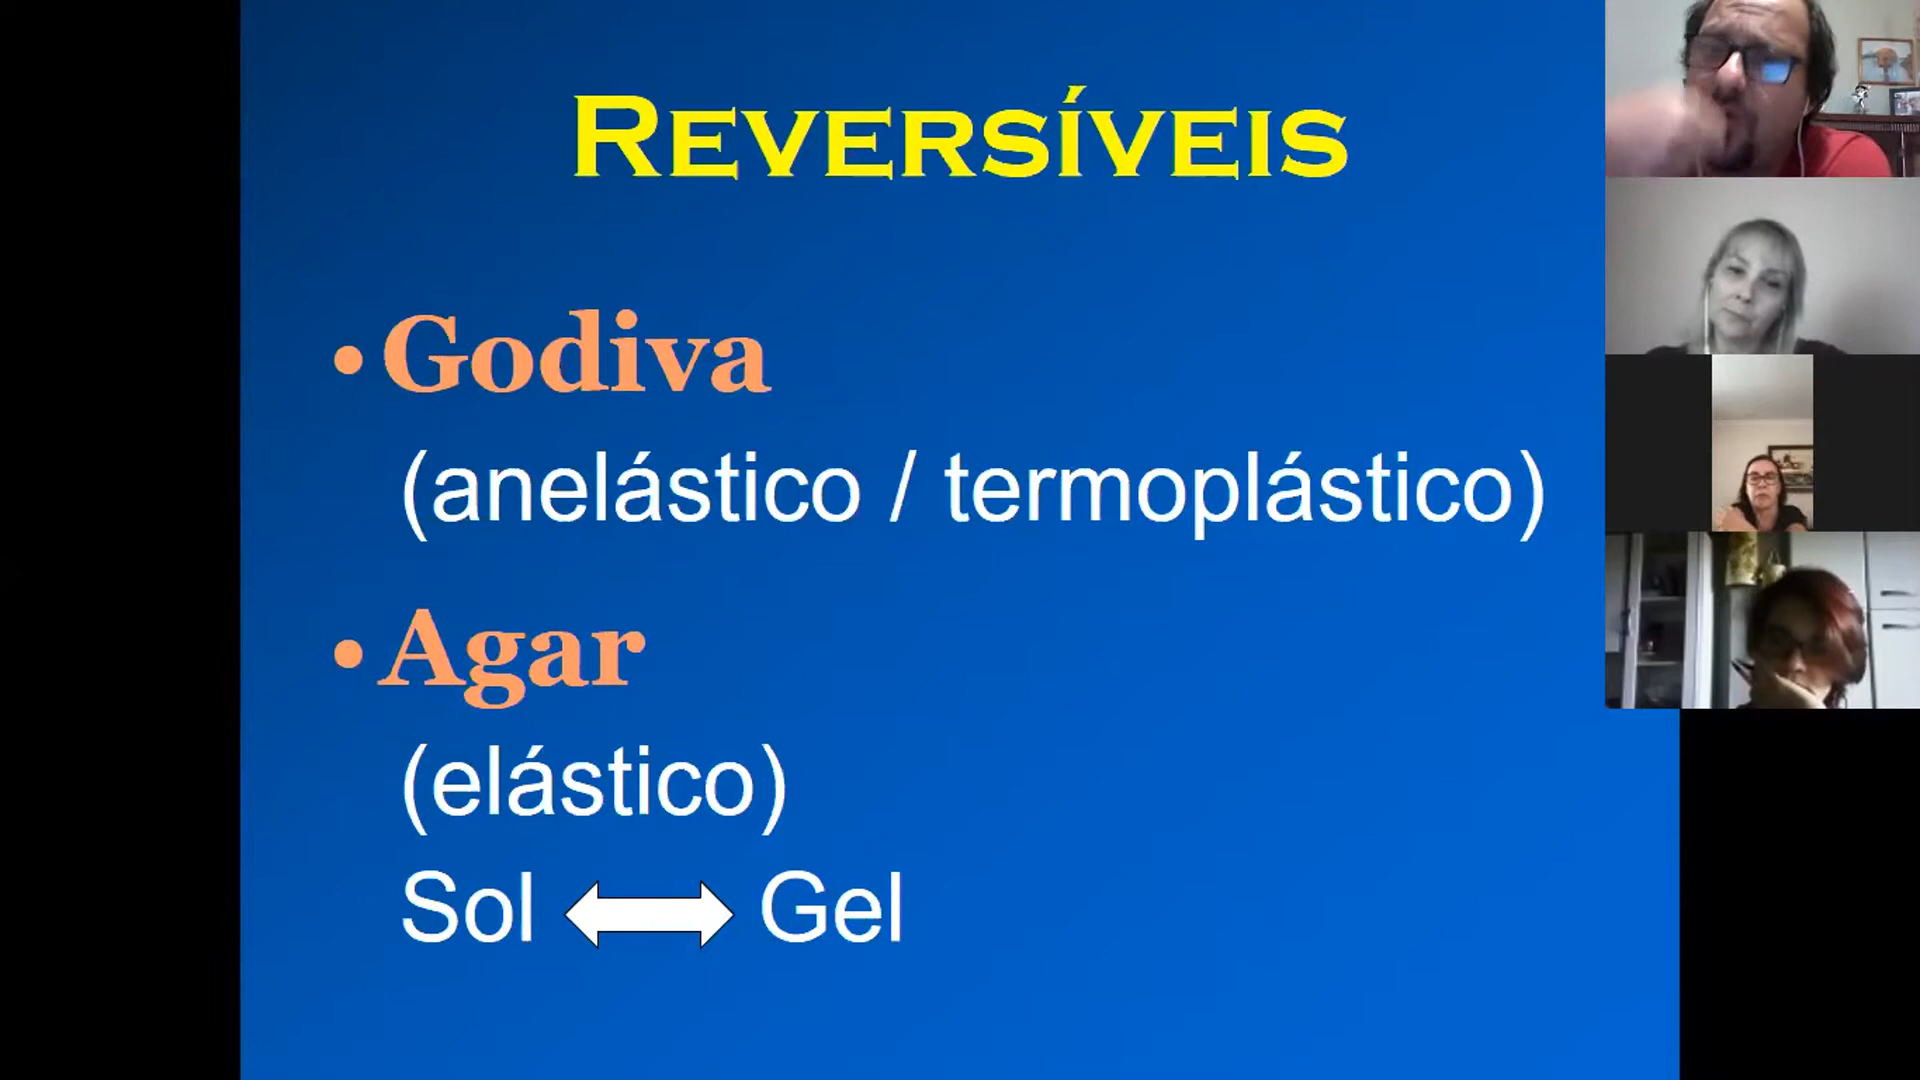 REVERSÍVEIS
• Godiva
(anelástico / termoplástico)
• Agar
(elástico)
Sol Gel